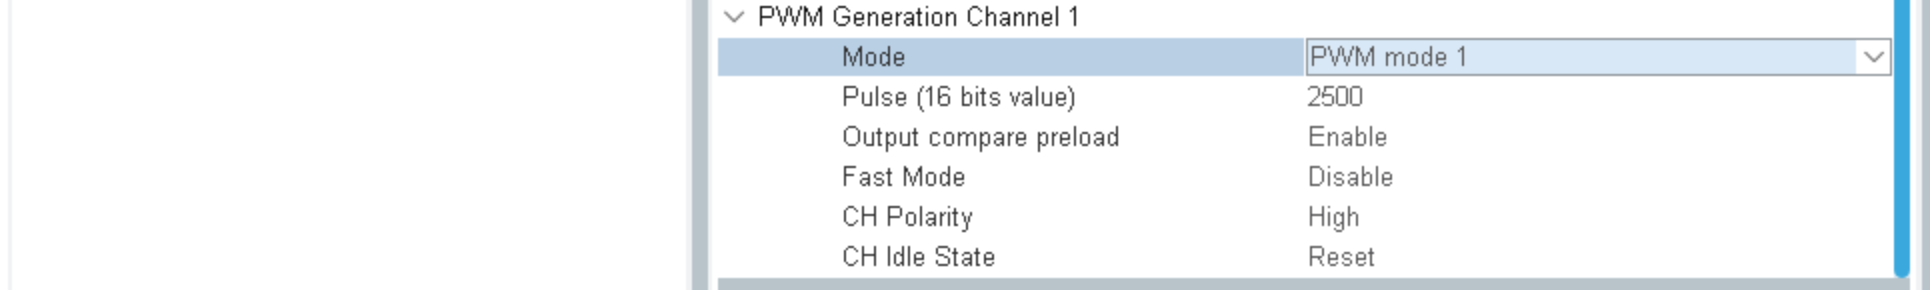 PWM Generation Channel 1
Mode PWM mode 1
Pulse (16 bits value) 2500
Output compare preload Enable
Fast Mode Disable
CH Polarity High
CH Idle State Reset